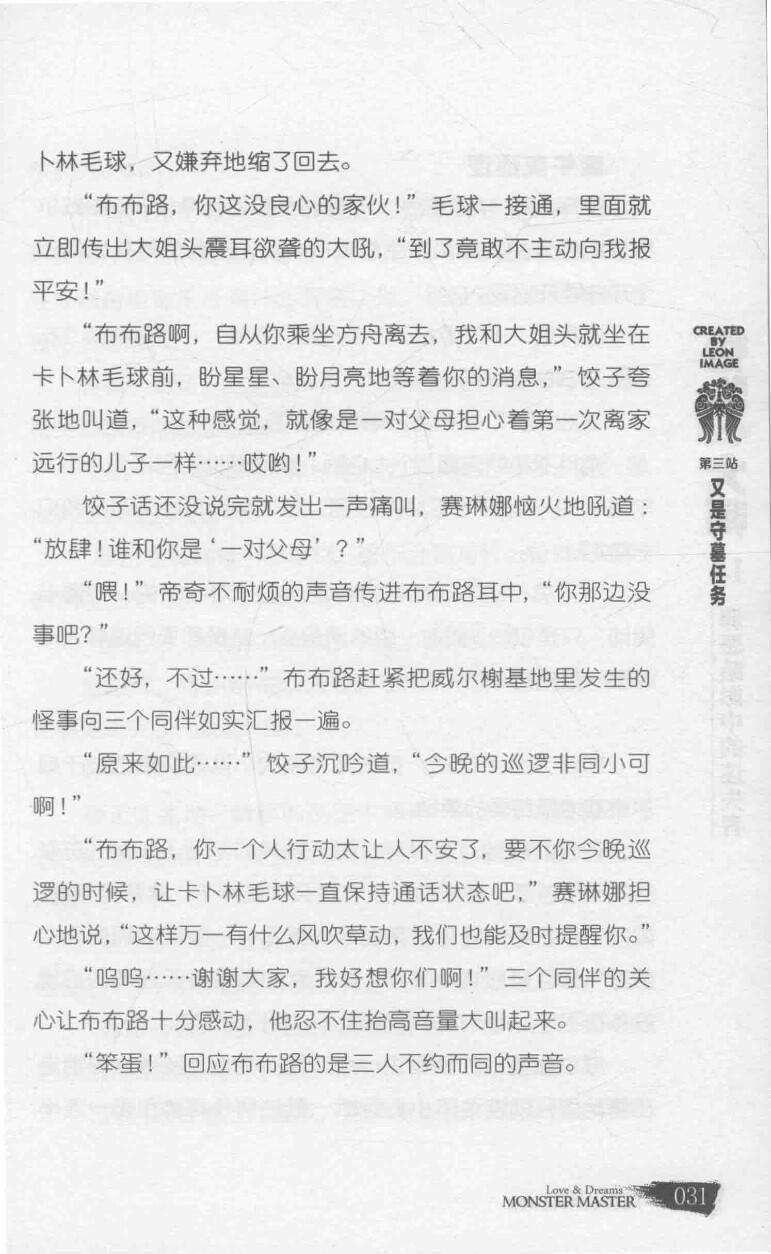 卜林毛球，又嫌弃地缩了回去。
“布布路，你这没良心的家伙！”毛球一接通，里面就
立即传出大姐头震耳欲聋的大吼，“到了竟敢不主动向我报
平安！”
“布布路啊，自从你乘坐方舟离去，我和大姐头就坐在
卡卜林毛球前，盼星星、盼月亮地等着你的消息，”饺子夸
张地叫道，“这种感觉，就像是一对父母担心着第一次离家
远行的儿子一样……哎哟！”
饺子话还没说完就发出一声痛叫，赛琳娜恼火地吼道：
“放肆！谁和你是‘一对父母’？”
“喂！”帝奇不耐烦的声音传进布布路耳中，“你那边没
事吧？”
“还好，不过……”布布路赶紧把威尔榭基地里发生的
怪事向三个同伴如实汇报一遍。
“原来如此……”饺子沉吟道，“今晚的巡逻非同小可
啊！”
“布布路，你一个人行动太让人不安了，要不你今晚巡
逻的时候，让卡卜林毛球一直保持通话状态吧，”赛琳娜担
心地说，“这样万一有什么风吹草动，我们也能及时提醒你。”
“呜呜……谢谢大家，我好想你们啊！”三个同伴的关
心让布布路十分感动，他忍不住抬高音量大叫起来。
“笨蛋！”回应布布路的是三人不约而同的声音。
CREATED
BY
LEON
IMAGE
第三站
又是守墓任务
Love & Dreams
MONSTER MASTER
031